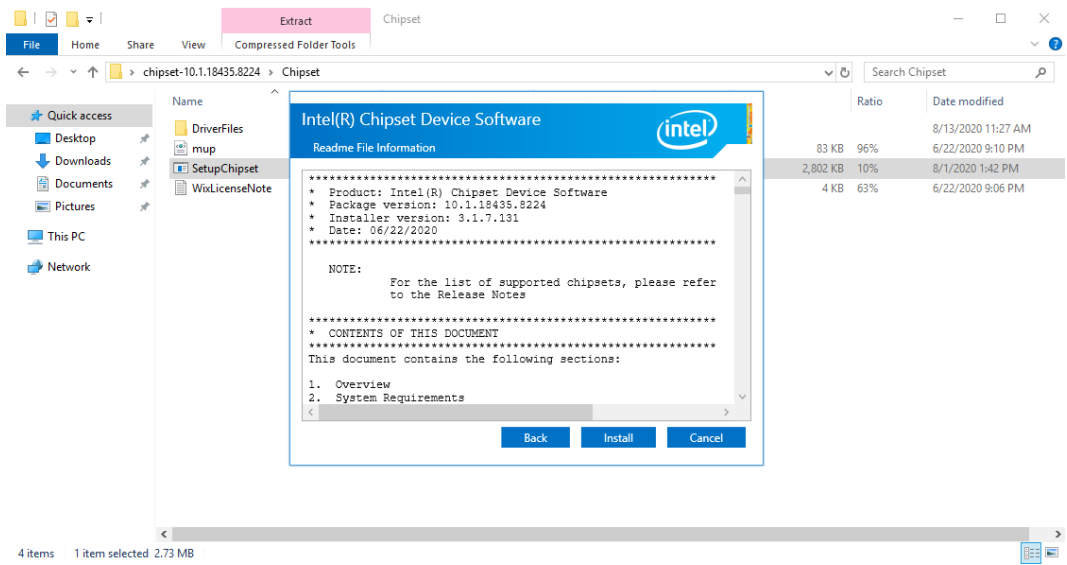 Extract
Chipset
File
Home
Share
View
Compressed Folder Tools
chipset-10.1.18435.8224 > Chipset
Search Chipset
Quick access
Desktop
Downloads
Documents
Pictures
This PC
Network
Name
Ratio
Date modified
DriverFiles
8/13/2020 11:27 AM
mup
83 KB 96% 6/22/2020 9:10 PM
SetupChipset
2,802 KB 10% 8/1/2020 1:42 PM
WixLicenseNote
4 KB 63% 6/22/2020 9:06 PM
Intel(R) Chipset Device Software
Readme File Information
intel
************************************************************
* Product: Intel(R) Chipset Device Software
* Package version: 10.1.18435.8224
* Installer version: 3.1.7.131
* Date: 06/22/2020
************************************************************
NOTE:
For the list of supported chipsets, please refer
to the Release Notes
************************************************************
* CONTENTS OF THIS DOCUMENT
************************************************************
This document contains the following sections:
1. Overview
2. System Requirements
Back
Install
Cancel
4 items 1 item selected 2.73 MB